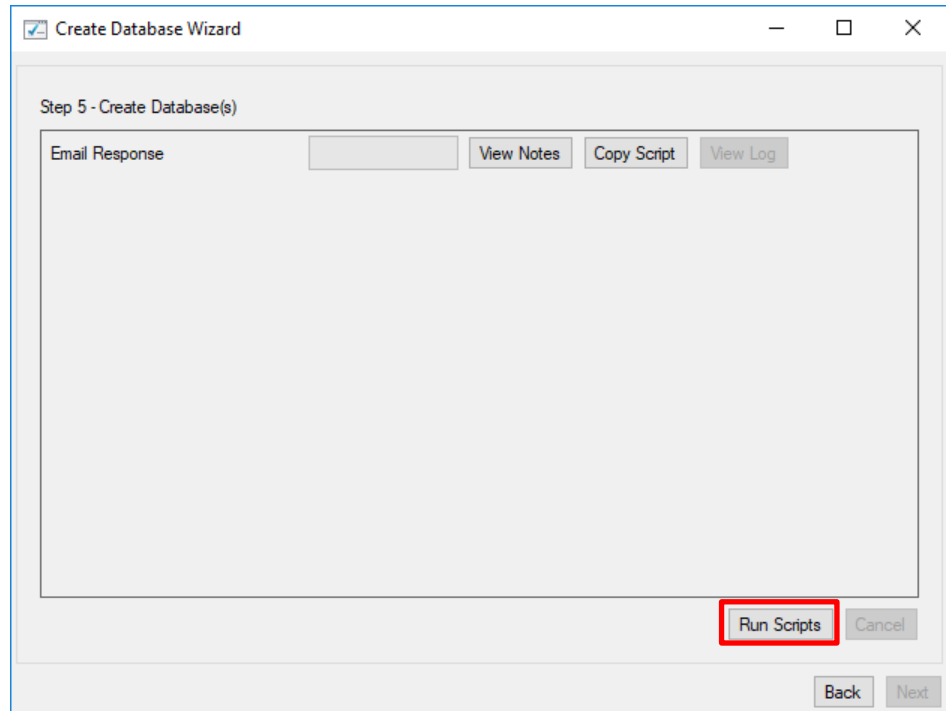 Create Database Wizard
Step 5 - Create Database(s)
Email Response View Notes Copy Script View Log
Run Scripts Cancel
Back Next